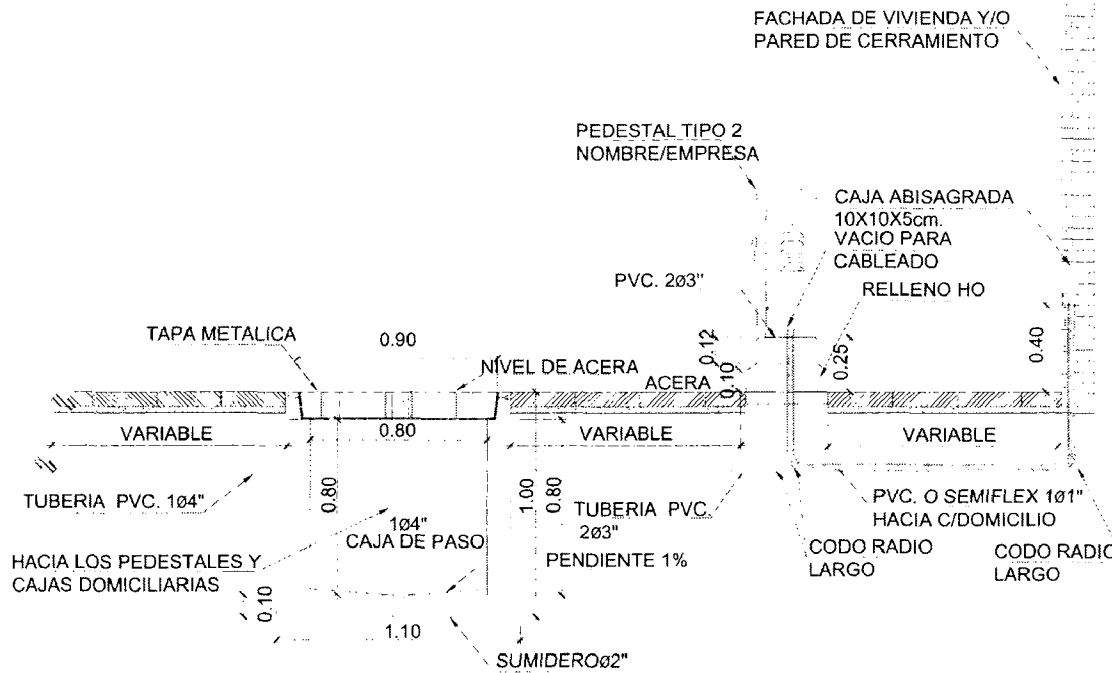 FACHADA DE VIVIENDA Y/O
PARED DE CERRAMIENTO
PEDESTAL TIPO 2
NOMBRE/EMPRESA
CAJA ABISAGRADA
10X10X5cm.
VACIO PARA
CABLEADO
PVC. 2ø3"
RELLENO HO
TAPA METALICA
0.90
NIVEL DE ACERA
ACERA
0.12
0.10
0.25
0.40
VARIABLE
0.80
VARIABLE
VARIABLE
TUBERIA PVC. 1ø4"
0.80
1.00
0.80
TUBERIA PVC.
2ø3"
PVC. O SEMIFLEX 1ø1"
HACIA C/DOMICILIO
1ø4"
CAJA DE PASO
PENDIENTE 1%
HACIA LOS PEDESTALES Y
CAJAS DOMICILIARIAS
CODO RADIO
LARGO
CODO RADIO
LARGO
0.10
1.10
SUMIDEROø2"